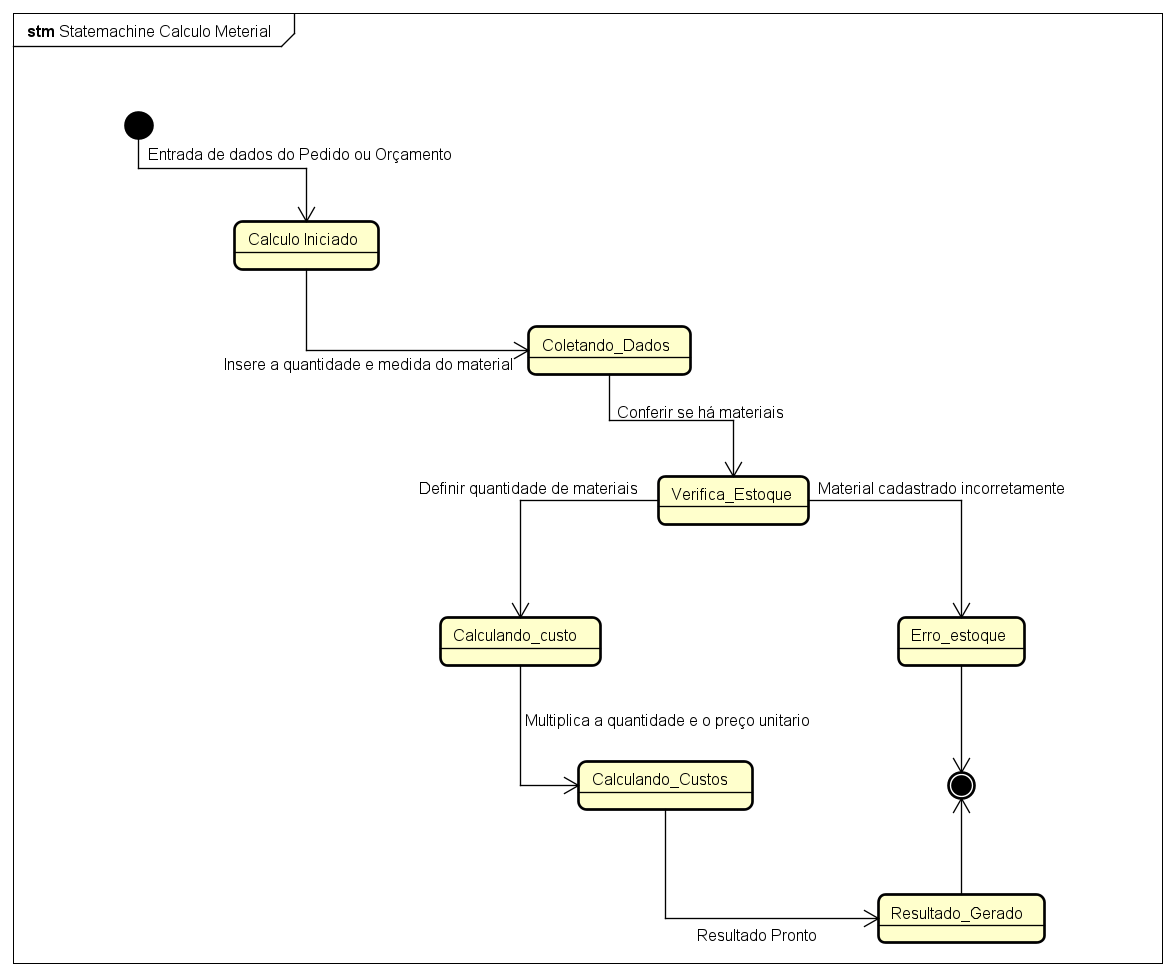 stm Statemachine Calculo Meterial
Entrada de dados do Pedido ou Orçamento
Calculo Iniciado
Coletando_Dados
Insere a quantidade e medida do material
Conferir se há materiais
Definir quantidade de materiais
Verifica_Estoque
Material cadastrado incorretamente
Calculando_custo
Erro_estoque
Multiplica a quantidade e o preço unitario
Calculando_Custos
Resultado_Gerado
Resultado Pronto